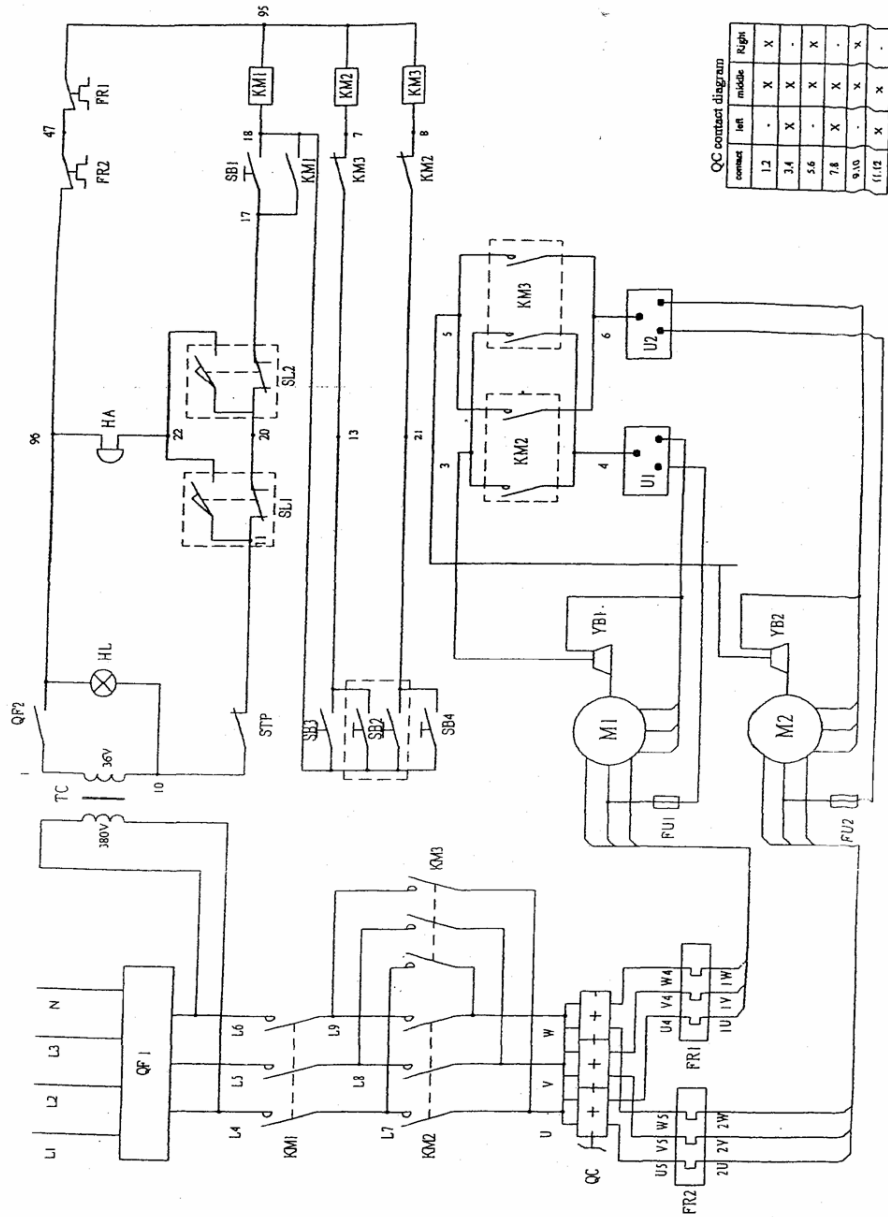 L1
L2
L3
N
QF 1
L4
L5
L6
KM1
L7
L8
L9
KM2
KM3
U
V
W
QC
U5
V5
W5
U4
V4
W4
FR2
FR1
2U
2V
2W
1U
1V
1W
380V
TC
36V
1
10
QF2
HL
STP
96
HA
22
11
SL1
20
SL2
17
SB1
KM1
18
KM1
47
FR2
FR1
95
SB3
SB2
SB4
13
KM3
7
KM2
21
KM2
8
KM3
M1
YB1
FU1
M2
YB2
FU2
3
KM2
4
U1
5
KM3
6
U2
QC contact diagram
contact left middle Right
1.2 - X X
3.4 X X -
5.6 - X X
7.8 X X -
9.10 - X X
11.12 X X -